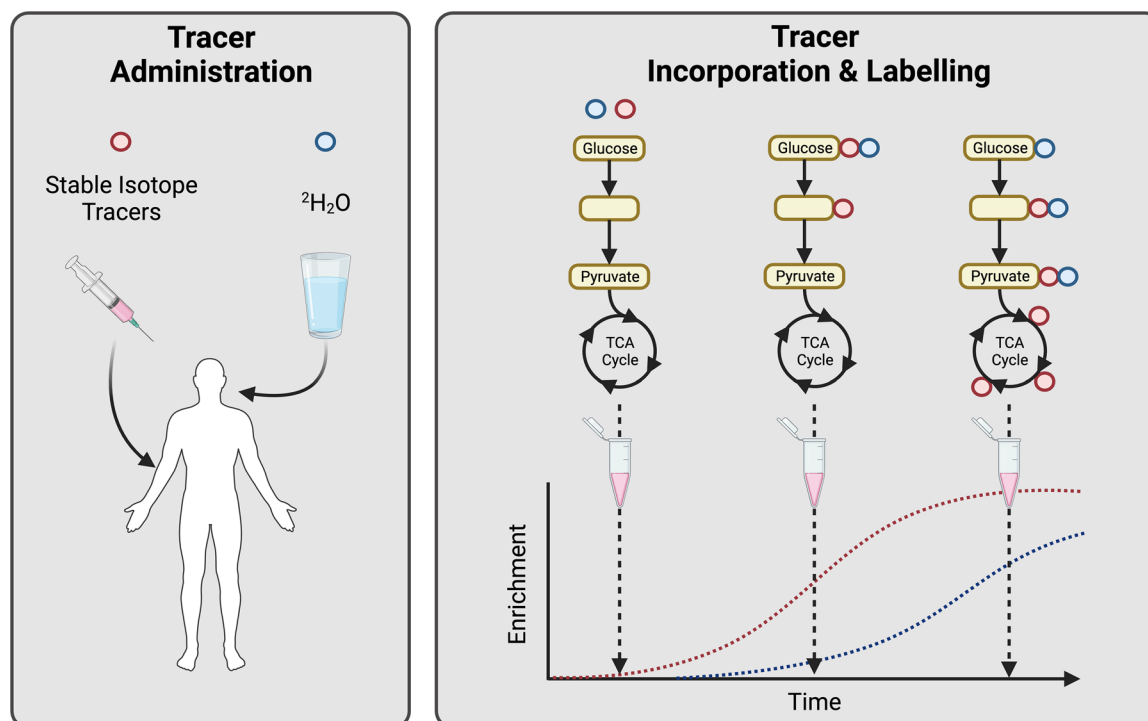 Tracer
Administration
Stable Isotope
Tracers
²H₂O
Tracer
Incorporation & Labelling
Glucose
Pyruvate
TCA
Cycle
Glucose
Pyruvate
TCA
Cycle
Glucose
Pyruvate
TCA
Cycle
Enrichment
Time